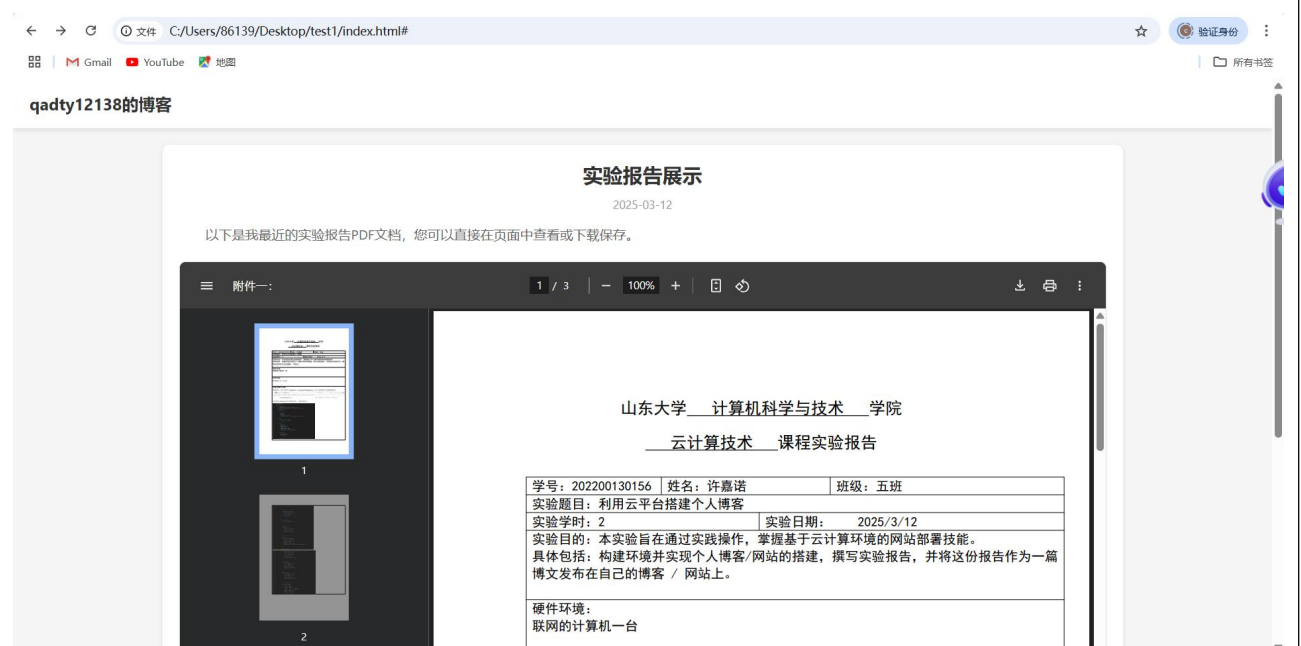 文件 C:/Users/86139/Desktop/test1/index.html# 验证身份
Gmail YouTube 地图 所有书签
qadty12138的博客
实验报告展示
2025-03-12
以下是我最近的实验报告PDF文档，您可以直接在页面中查看或下载保存。
附件一: 1 / 3 － 100% +
山东大学 计算机科学与技术 学院
云计算技术 课程实验报告
学号：202200130156 姓名：许嘉诺 班级：五班
实验题目：利用云平台搭建个人博客
实验学时：2 实验日期： 2025/3/12
实验目的：本实验旨在通过实践操作，掌握基于云计算环境的网站部署技能。
具体包括：构建环境并实现个人博客/网站的搭建，撰写实验报告，并将这份报告作为一篇
博文发布在自己的博客 / 网站上。
硬件环境：
联网的计算机一台
1
2